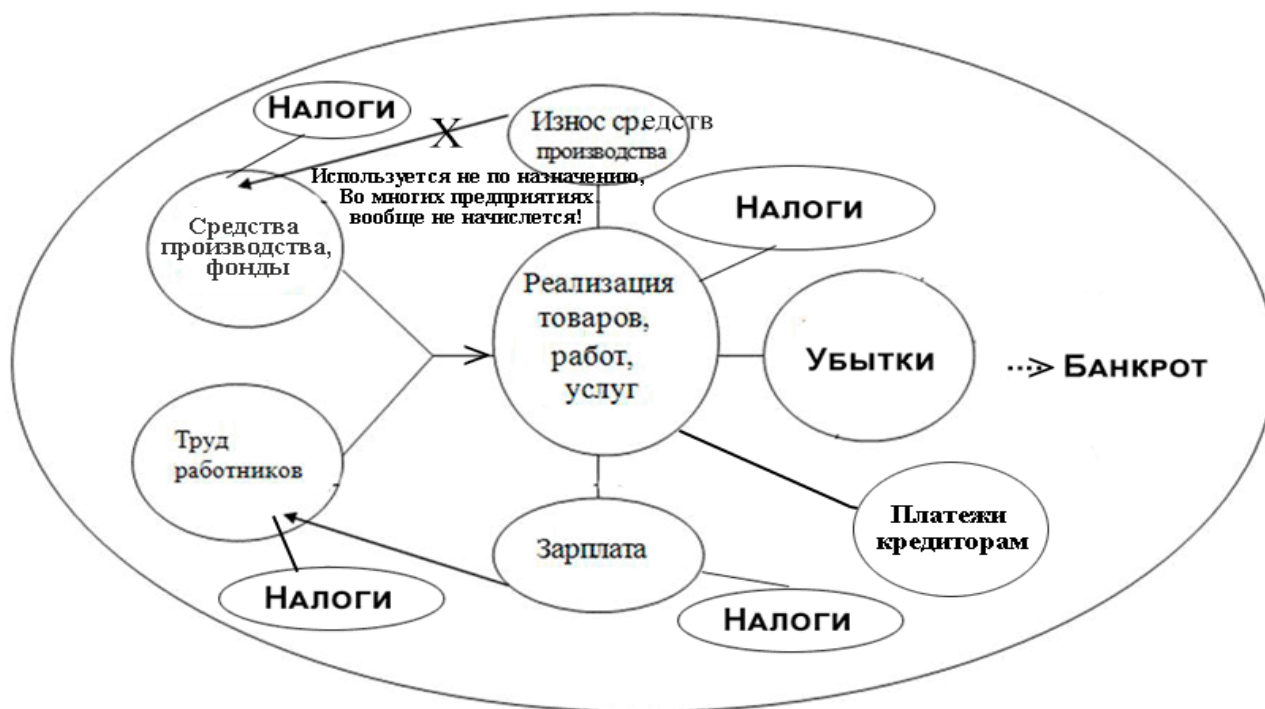 Налоги
Износ средств
производства
Используется не по назначению,
Во многих предприятиях
вообще не начислется!
Налоги
Средства
производства,
фонды
Реализация
товаров,
работ,
услуг
Убытки
Банкрот
Труд
работников
Платежи
кредиторам
Зарплата
Налоги
Налоги
X